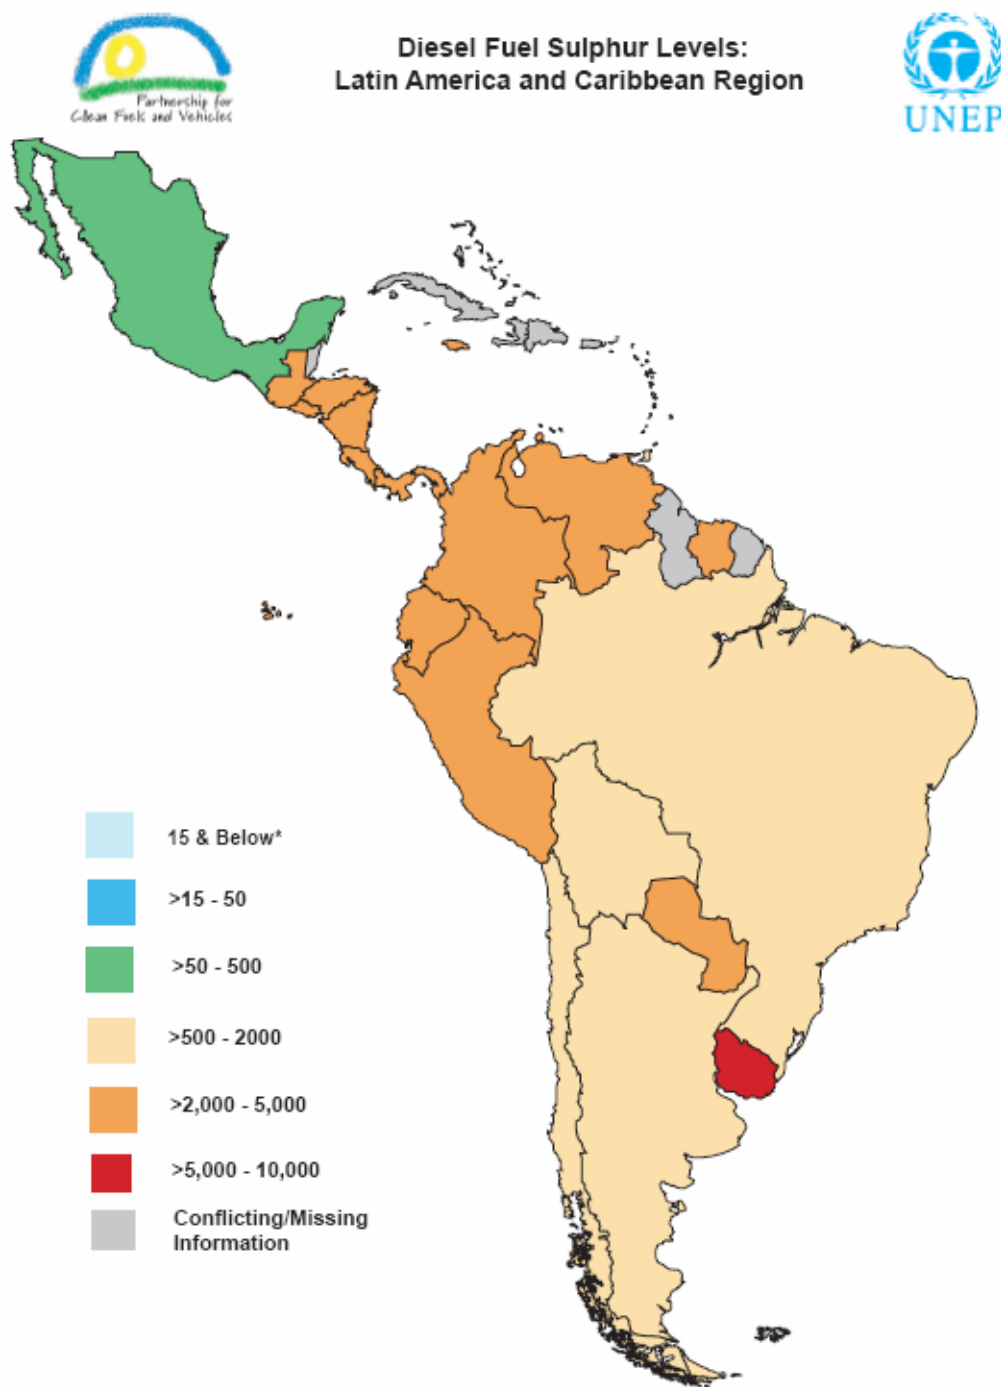 Partnership for
Clean Fuels and Vehicles
Diesel Fuel Sulphur Levels:
Latin America and Caribbean Region
UNEP
15 & Below*
>15 - 50
>50 - 500
>500 - 2000
>2,000 - 5,000
>5,000 - 10,000
Conflicting/Missing
Information